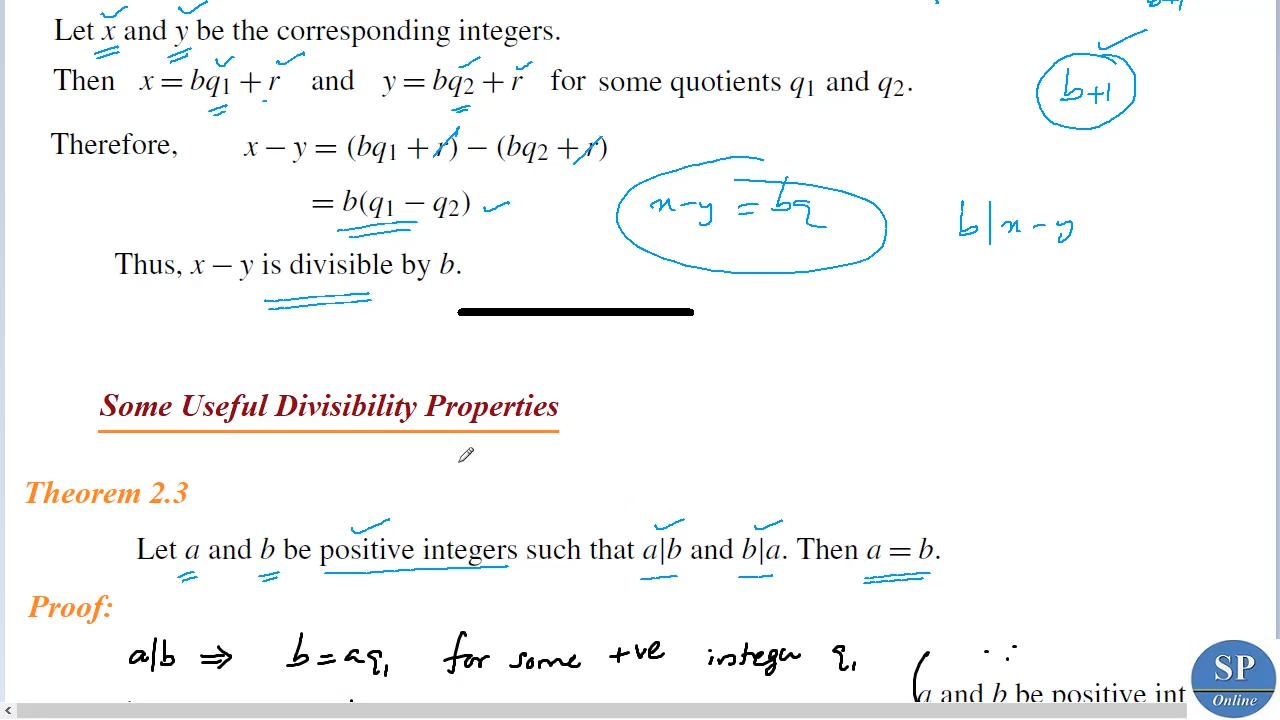 Let x and y be the corresponding integers.
b+1
Then x = bq₁ + r and y = bq₂ + r for some quotients q₁ and q₂.
b+1
Therefore, x − y = (bq₁ + r) − (bq₂ + r)
= b(q₁ − q₂)
x−y = bq
b|x−y
Thus, x − y is divisible by b.
Some Useful Divisibility Properties
Theorem 2.3
Let a and b be positive integers such that a|b and b|a. Then a = b.
Proof:
a|b ⇒ b = aq₁ for some +ve integer q₁ ( ∵
a and b be positive int
SP
Online